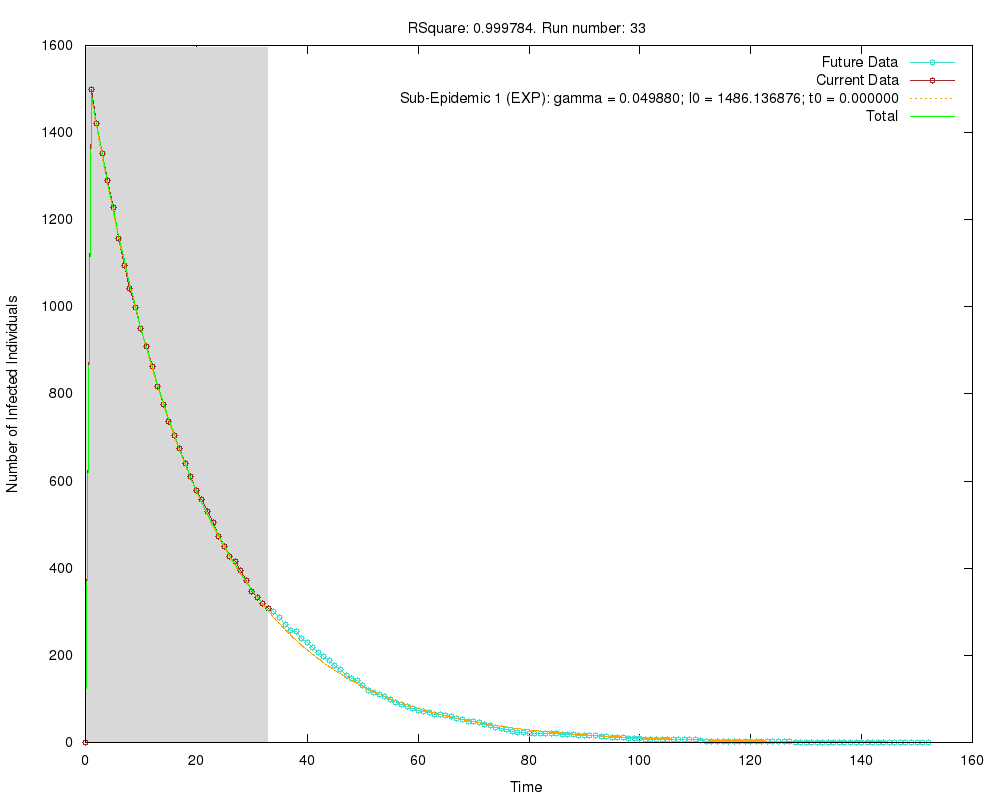 RSquare: 0.999784. Run number: 33
Future Data
Current Data
Sub-Epidemic 1 (EXP): gamma = 0.049880; I0 = 1486.136876; t0 = 0.000000
Total
1600
1400
1200
1000
800
600
400
200
0
Number of Infected Individuals
0 20 40 60 80 100 120 140 160
Time